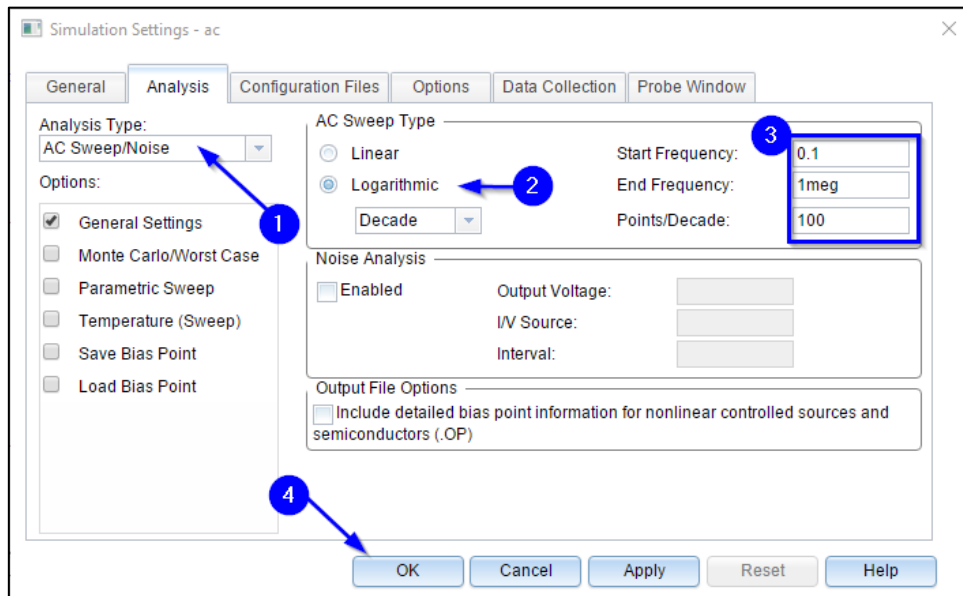 Simulation Settings - ac
General Analysis Configuration Files Options Data Collection Probe Window
Analysis Type:
AC Sweep/Noise
1
Options:
General Settings
Monte Carlo/Worst Case
Parametric Sweep
Temperature (Sweep)
Save Bias Point
Load Bias Point
AC Sweep Type
Linear
Logarithmic
2
Decade
3
Start Frequency: 0.1
End Frequency: 1meg
Points/Decade: 100
Noise Analysis
Enabled
Output Voltage:
I/V Source:
Interval:
Output File Options
Include detailed bias point information for nonlinear controlled sources and
semiconductors (.OP)
4
OK Cancel Apply Reset Help